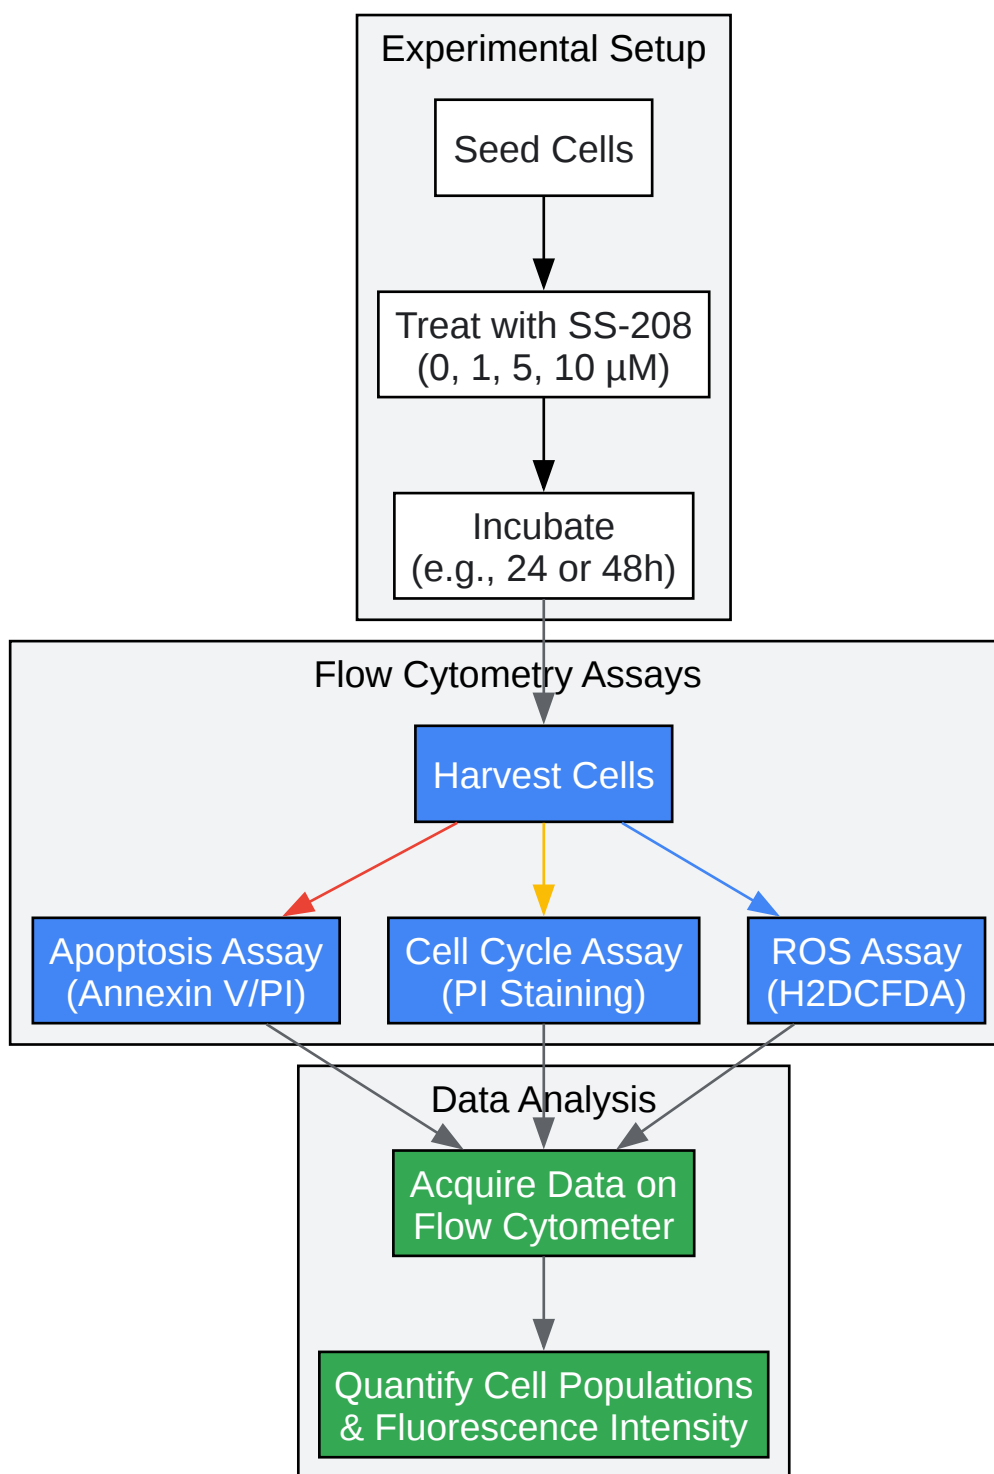 Experimental Setup
Seed Cells
Treat with SS-208
(0, 1, 5, 10 µM)
Incubate
(e.g., 24 or 48h)
Flow Cytometry Assays
Harvest Cells
Apoptosis Assay
(Annexin V/PI)
Cell Cycle Assay
(PI Staining)
ROS Assay
(H2DCFDA)
Data Analysis
Acquire Data on
Flow Cytometer
Quantify Cell Populations
& Fluorescence Intensity